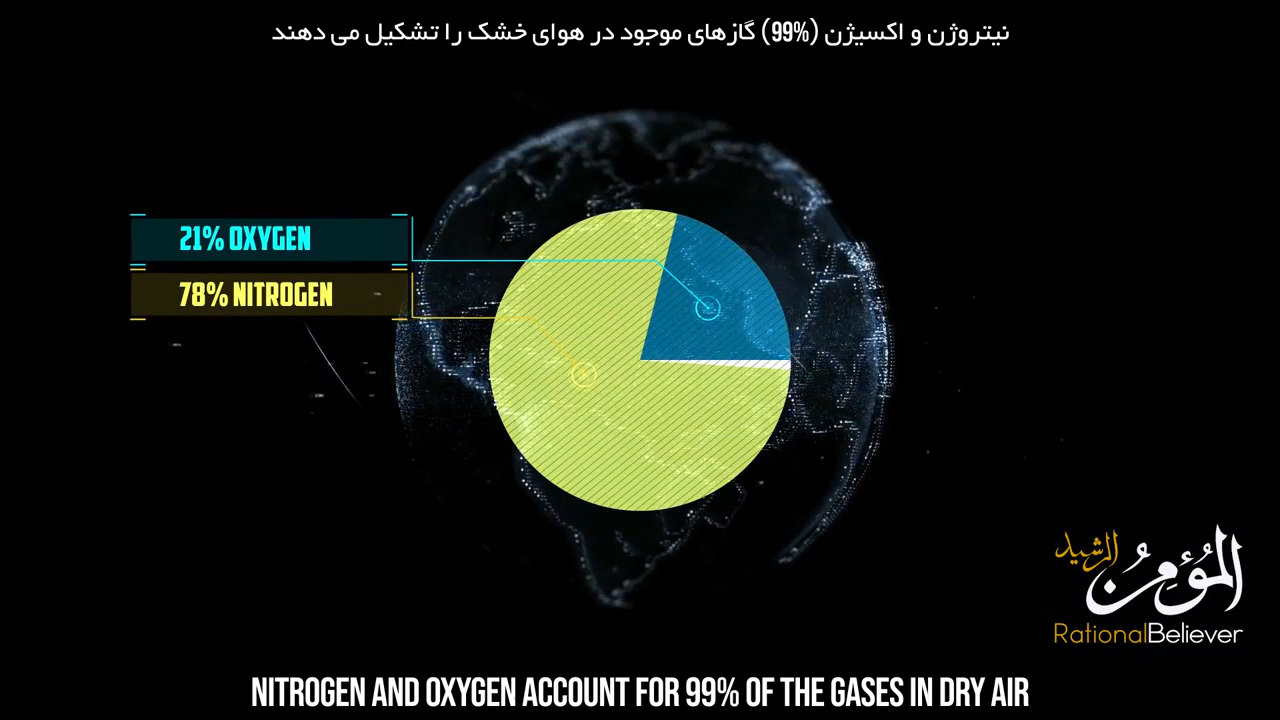 نیتروژن و اکسیژن (99%) گازهای موجود در هوای خشک را تشکیل می دهند
21% OXYGEN
78% NITROGEN
المؤمن الرشيد
RationalBeliever
NITROGEN AND OXYGEN ACCOUNT FOR 99% OF THE GASES IN DRY AIR